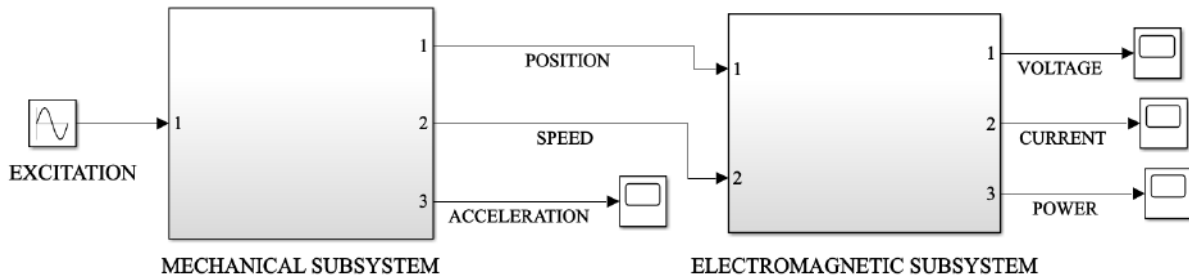 1
POSITION
1
1
VOLTAGE
EXCITATION
1
2
SPEED
2
2
CURRENT
3
ACCELERATION
3
POWER
MECHANICAL SUBSYSTEM
ELECTROMAGNETIC SUBSYSTEM